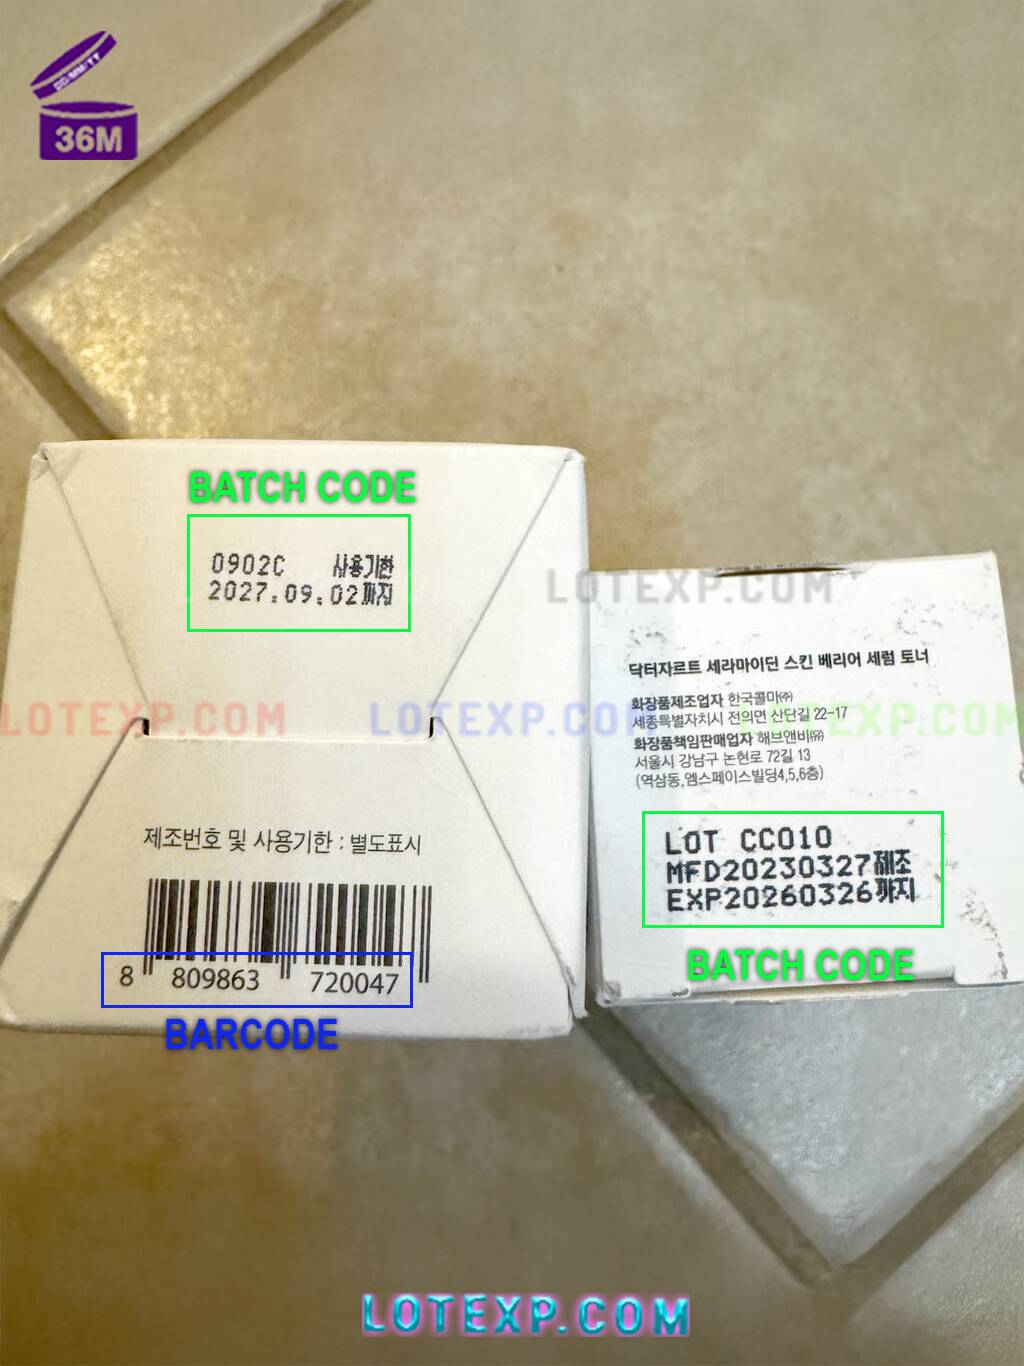 DD/MM/YY
36M
BATCH CODE
0902C 사용기한
2027.09.02까지
LOTEXP.COM
닥터자르트 세라마이딘 스킨 베리어 세럼 토너
화장품제조업자 한국콜마㈜
세종특별자치시 전의면 산단길 22-17
LOTEXP.COM
LOTEXP.COM
LOTEXP.COM
화장품책임판매업자 해브앤비㈲
서울시 강남구 논현로 72길 13
(역삼동,엠스페이스빌딩4,5,6층)
제조번호 및 사용기한 : 별도표시
LOT CC010
MFD20230327제조
EXP20260326까지
BATCH CODE
8 809863 720047
BARCODE
LOTEXP.COM